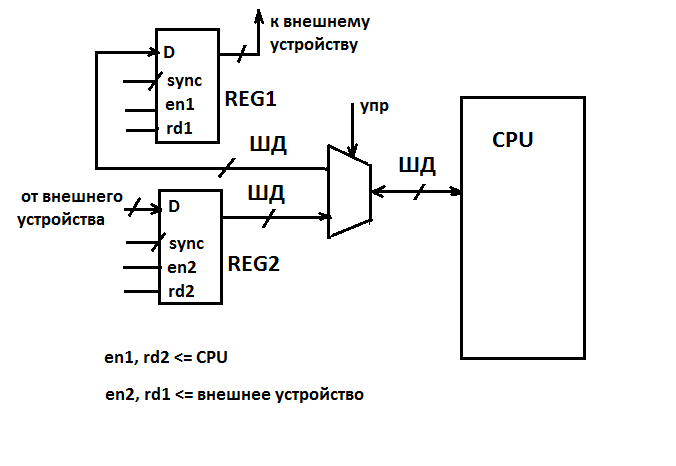 к внешнему
устройству
D
sync
en1
rd1
REG1
упр
CPU
ШД
ШД
ШД
от внешнего
устройства
D
sync
en2
rd2
REG2
en1, rd2 <= CPU
en2, rd1 <= внешнее устройство